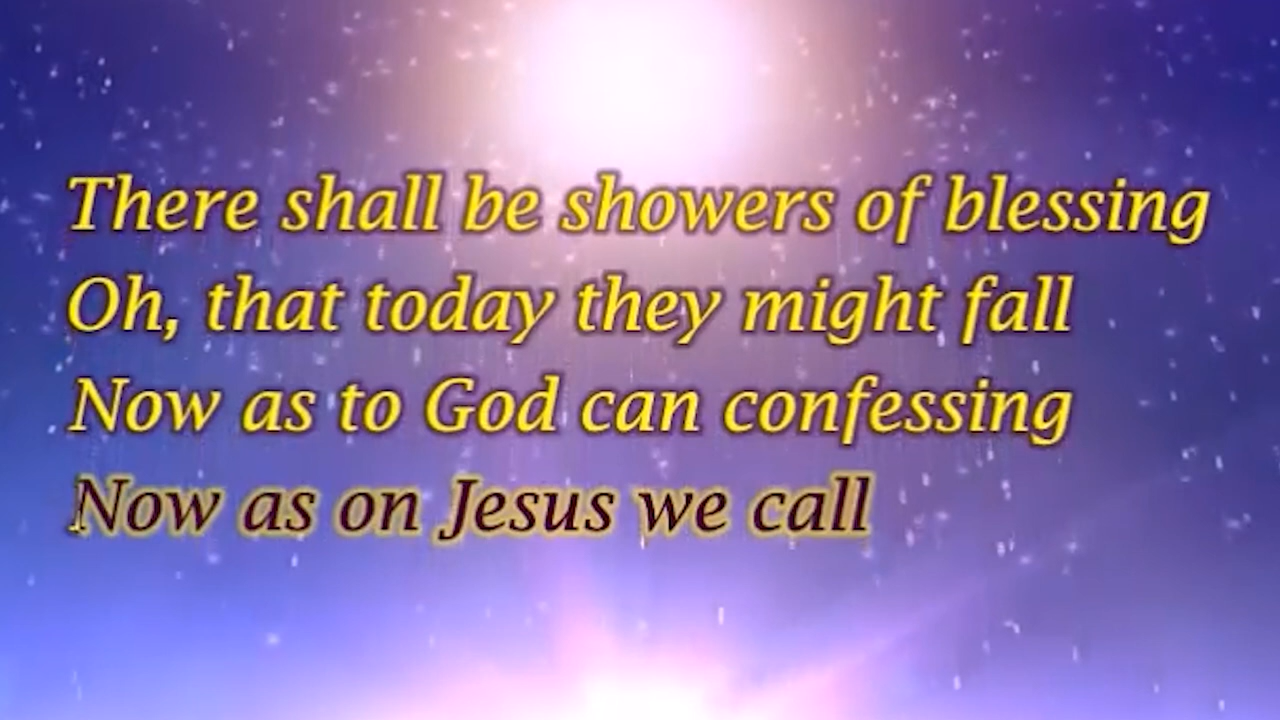 There shall be showers of blessing
Oh, that today they might fall
Now as to God can confessing
Now as on Jesus we call